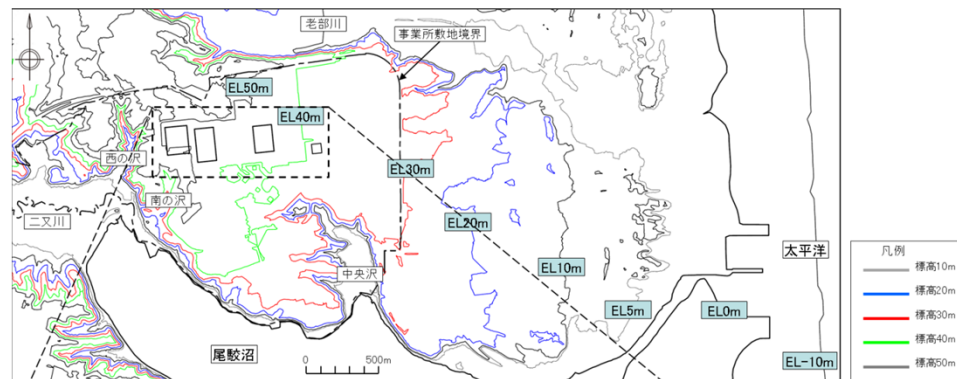 老部川
事業所敷地境界
EL50m
EL40m
西の沢
EL30m
南の沢
二又川
EL20m
太平洋
凡例
標高10m
中央沢
EL10m
標高20m
EL5m
EL0m
標高30m
標高40m
尾駮沼
0
500m
EL-10m
標高50m